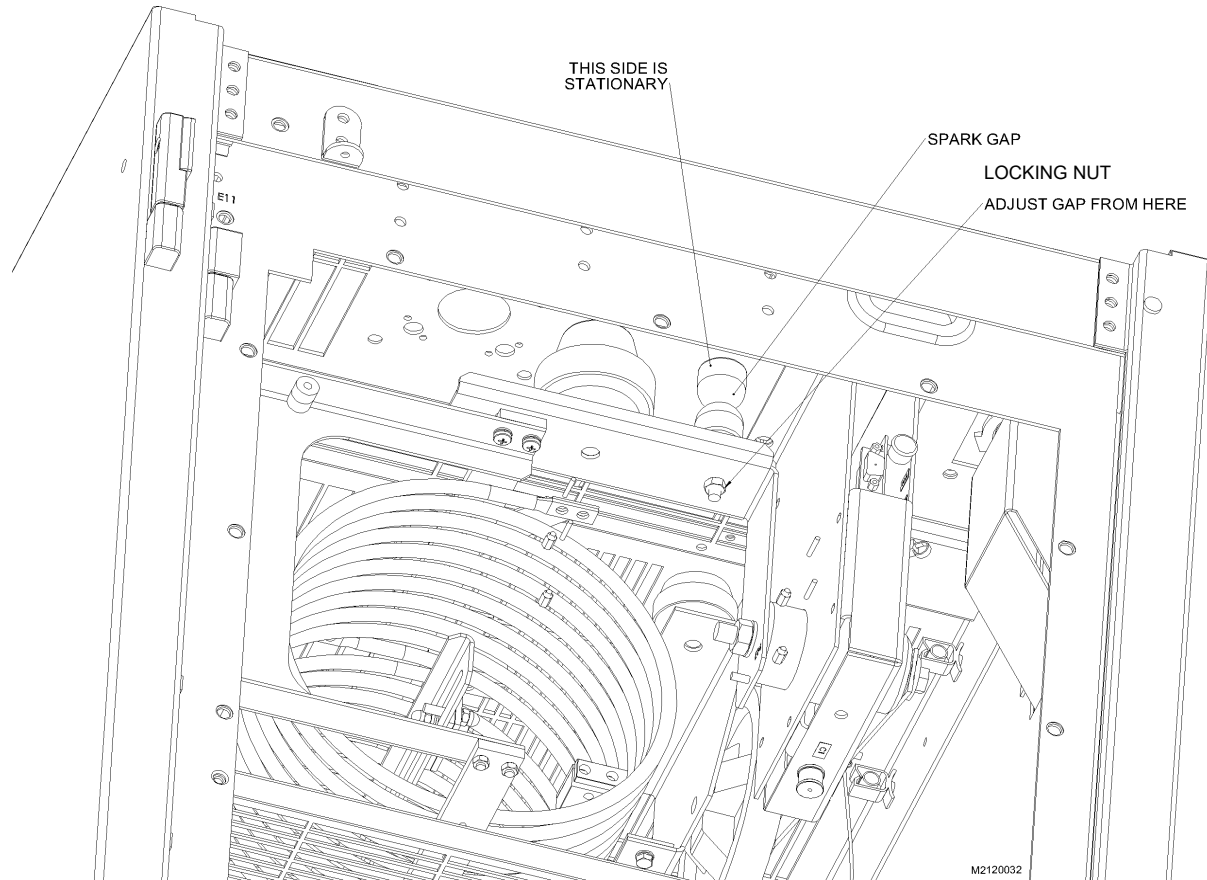 THIS SIDE IS
STATIONARY
SPARK GAP
LOCKING NUT
ADJUST GAP FROM HERE
E11
M2120032